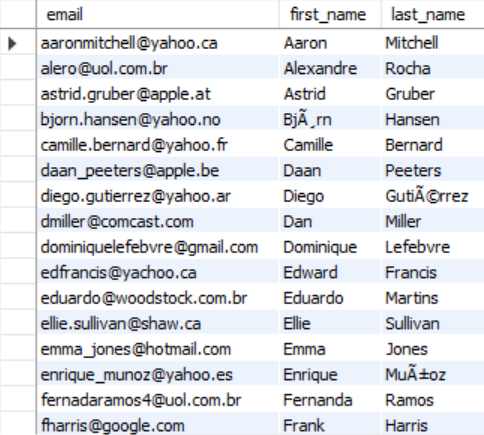 email first_name last_name
aaronmitchell@yahoo.ca Aaron Mitchell
alero@uol.com.br Alexandre Rocha
astrid.gruber@apple.at Astrid Gruber
bjorn.hansen@yahoo.no BjÃ¸rn Hansen
camille.bernard@yahoo.fr Camille Bernard
daan_peeters@apple.be Daan Peeters
diego.gutierrez@yahoo.ar Diego GutiÃ©rrez
dmiller@comcast.com Dan Miller
dominiquelefebvre@gmail.com Dominique Lefebvre
edfrancis@yachoo.ca Edward Francis
eduardo@woodstock.com.br Eduardo Martins
ellie.sullivan@shaw.ca Ellie Sullivan
emma_jones@hotmail.com Emma Jones
enrique_munoz@yahoo.es Enrique MuÃ±oz
fernadaramos4@uol.com.br Fernanda Ramos
fharris@google.com Frank Harris